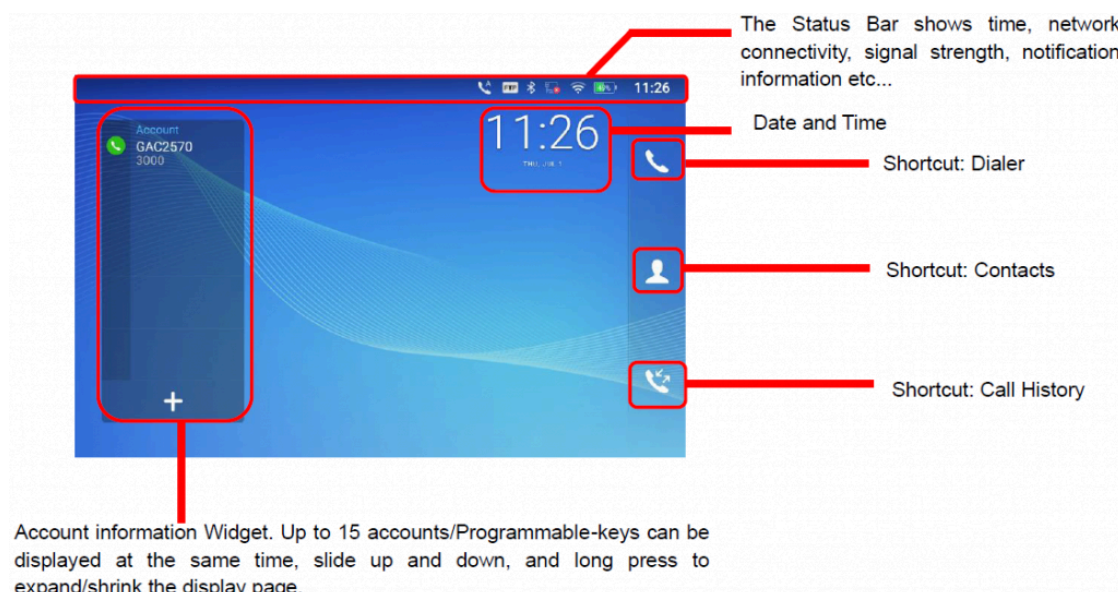 The Status Bar shows time, network
connectivity, signal strength, notification
information etc...
11:26
Date and Time
11:26
Account
GAC2570
3000
Shortcut: Dialer
Shortcut: Contacts
Shortcut: Call History
+
Account information Widget. Up to 15 accounts/Programmable-keys can be
displayed at the same time, slide up and down, and long press to
expand/shrink the display page.